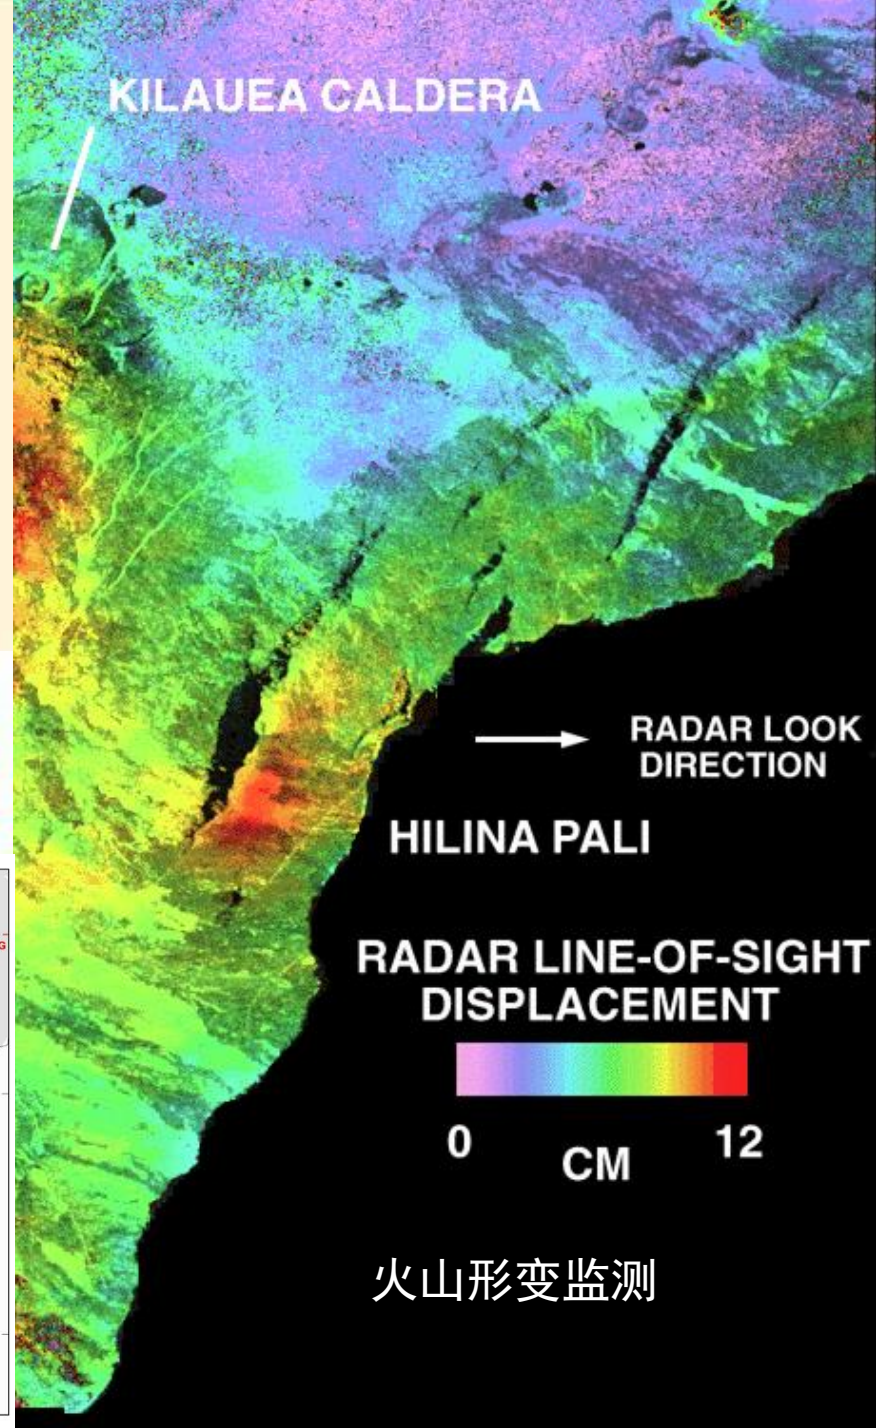 KILAUEA CALDERA
RADAR LOOK
DIRECTION
HILINA PALI
RADAR LINE-OF-SIGHT
DISPLACEMENT
0
12
CM
火山形变监测